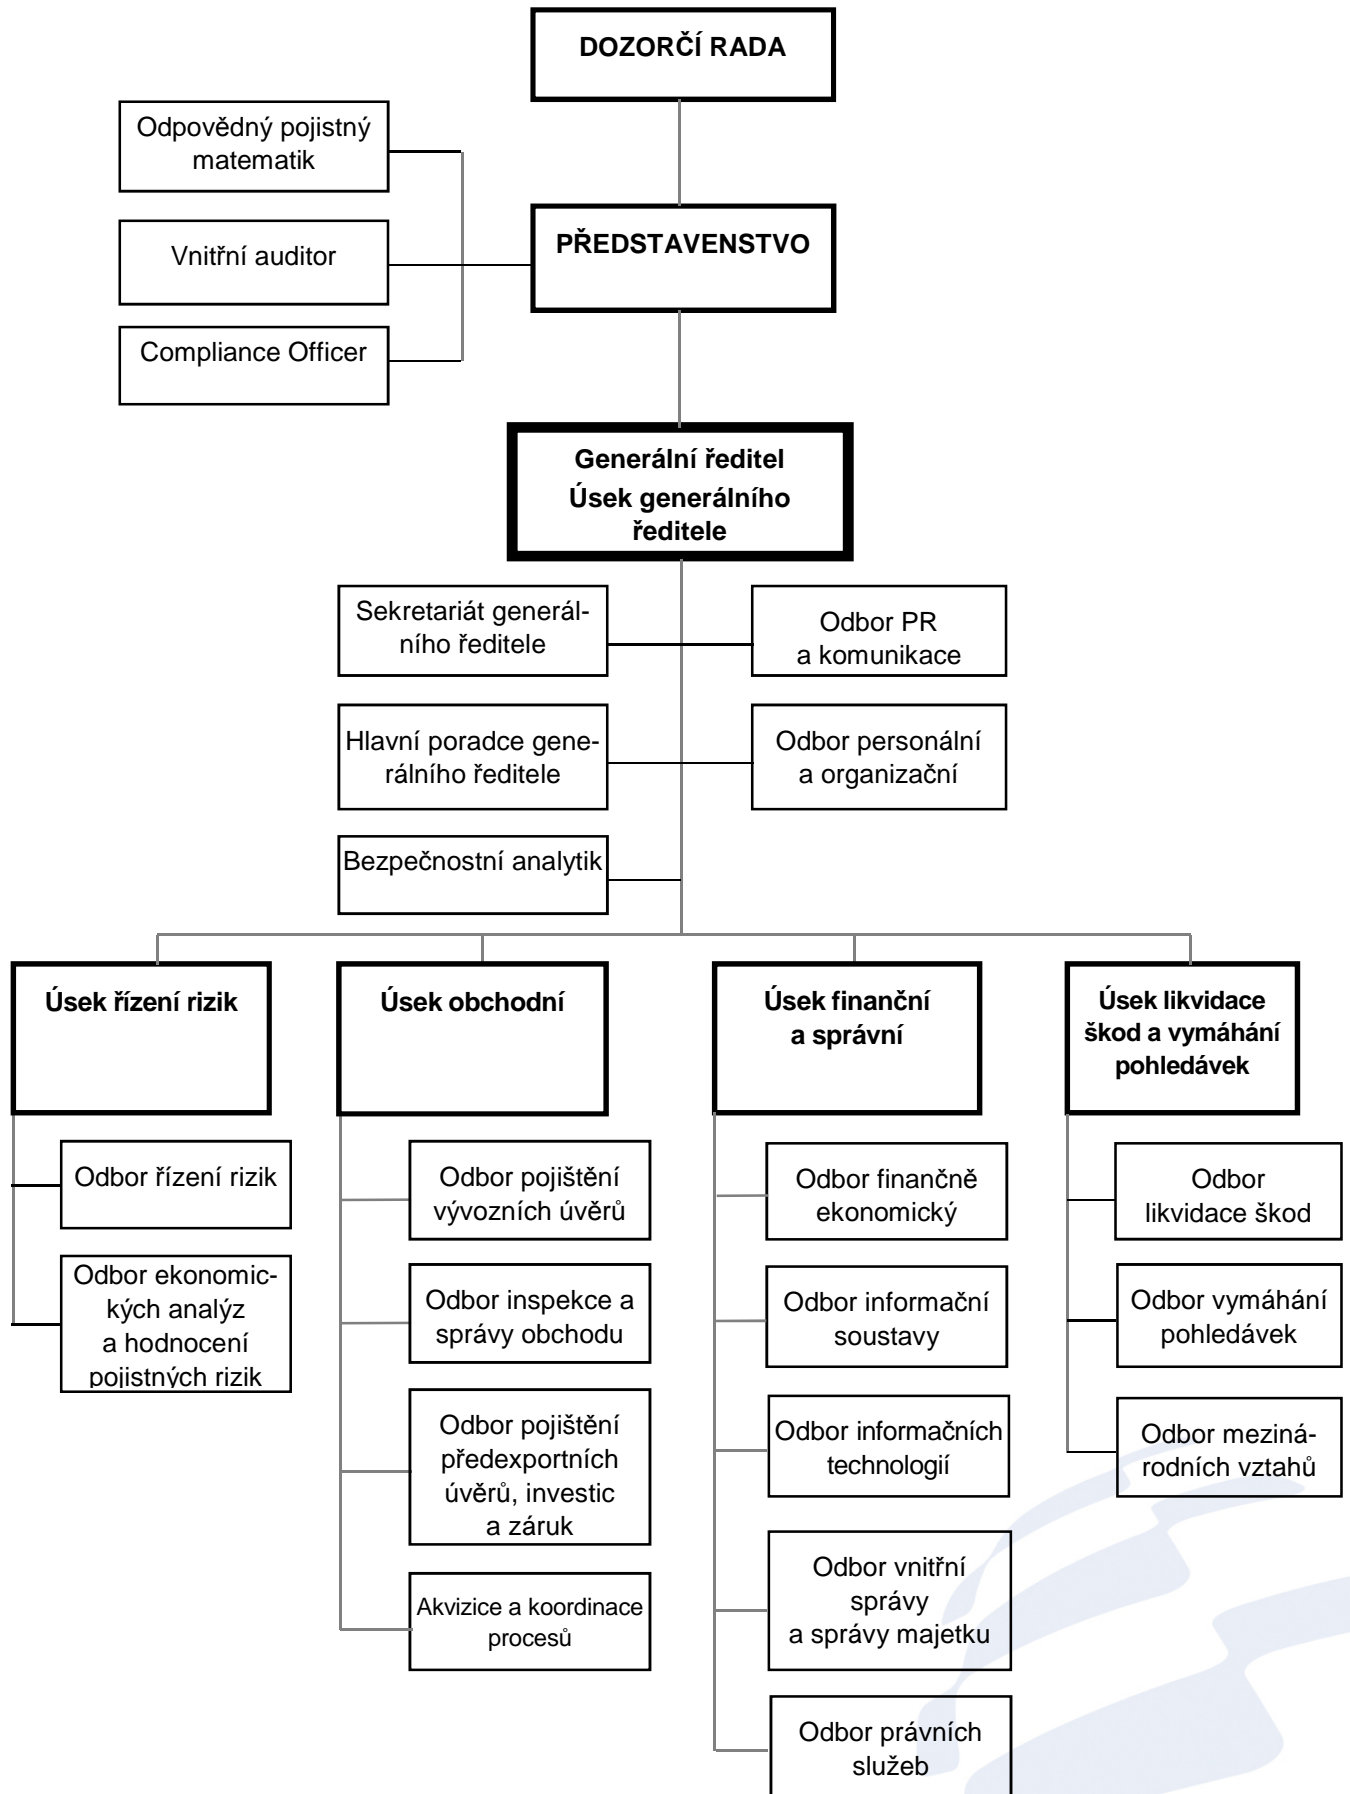 DOZORČÍ RADA
Odpovědný pojistný
matematik
Vnitřní auditor
Compliance Officer
PŘEDSTAVENSTVO
Generální ředitel
Úsek generálního
ředitele
Sekretariát generál-
ního ředitele
Odbor PR
a komunikace
Hlavní poradce gene-
rálního ředitele
Odbor personální
a organizační
Bezpečnostní analytik
Úsek řízení rizik
Odbor řízení rizik
Odbor ekonomic-
kých analýz
a hodnocení
pojistných rizik
Úsek obchodní
Odbor pojištění
vývozních úvěrů
Odbor inspekce a
správy obchodu
Odbor pojištění
předexportních
úvěrů, investic
a záruk
Akvizice a koordinace
procesů
Úsek finanční
a správní
Odbor finančně
ekonomický
Odbor informační
soustavy
Odbor informačních
technologií
Odbor vnitřní
správy
a správy majetku
Odbor právních
služeb
Úsek likvidace
škod a vymáhání
pohledávek
Odbor
likvidace škod
Odbor vymáhání
pohledávek
Odbor meziná-
rodních vztahů